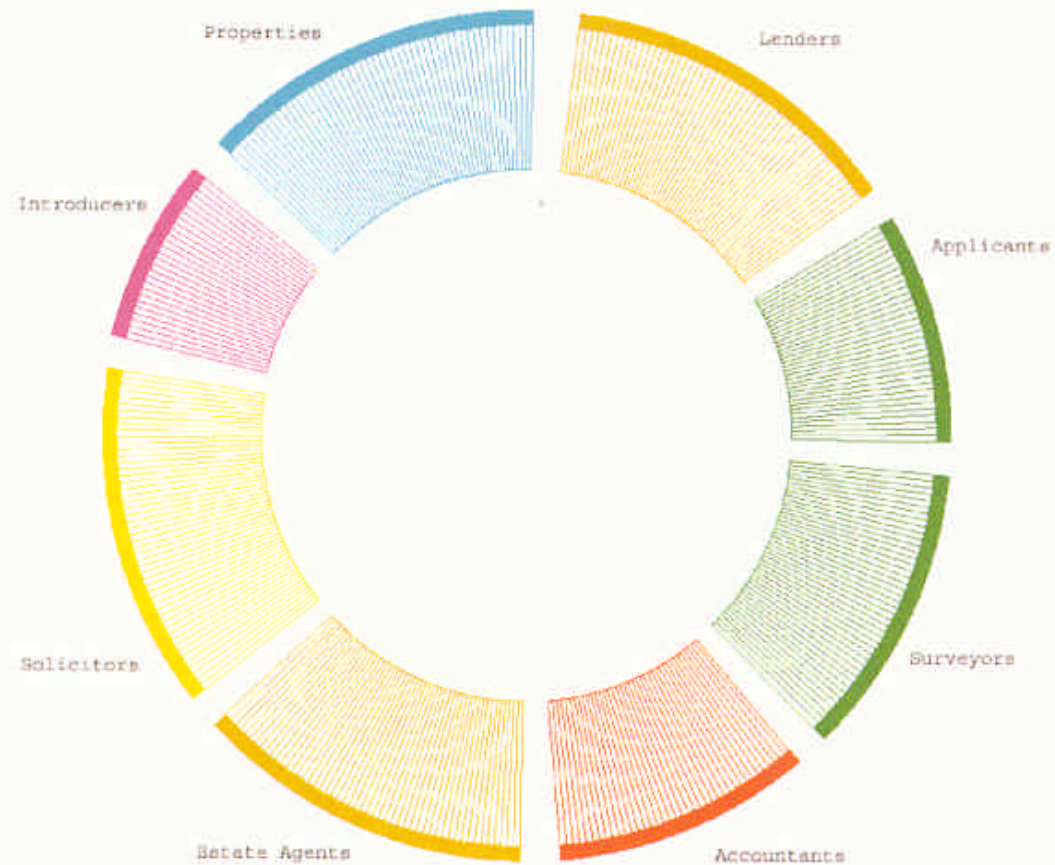 Properties
Lenders
Introducers
Applicants
Solicitors
Surveyors
Estate Agents
Accountants